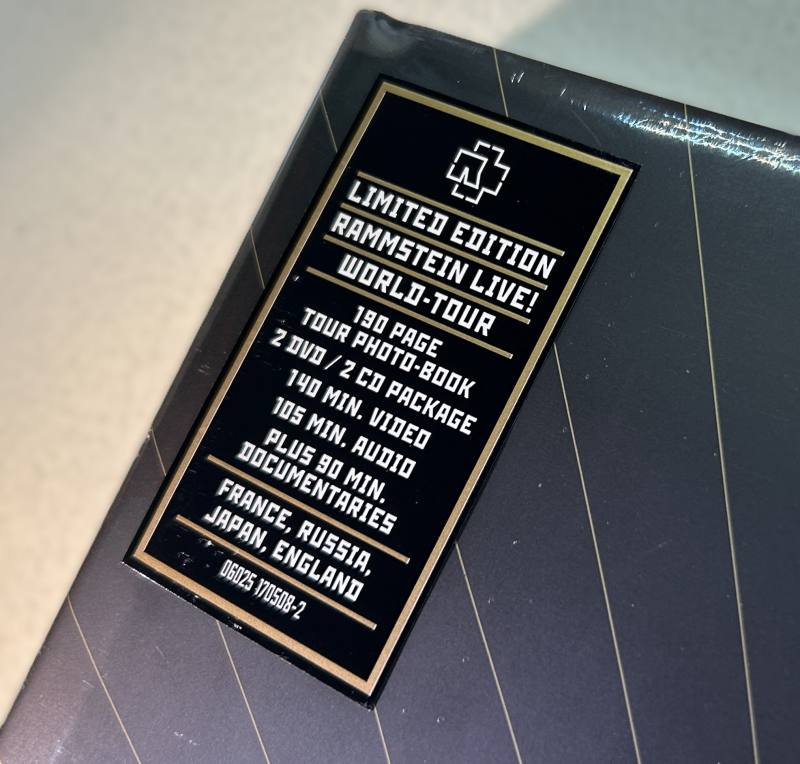 LIMITED EDITION
RAMMSTEIN LIVE!
WORLD-TOUR
190 PAGE
TOUR PHOTO-BOOK
2 DVD / 2 CD PACKAGE
140 MIN. VIDEO
105 MIN. AUDIO
PLUS 90 MIN.
DOCUMENTARIES
FRANCE, RUSSIA,
JAPAN, ENGLAND
06025 170508-2